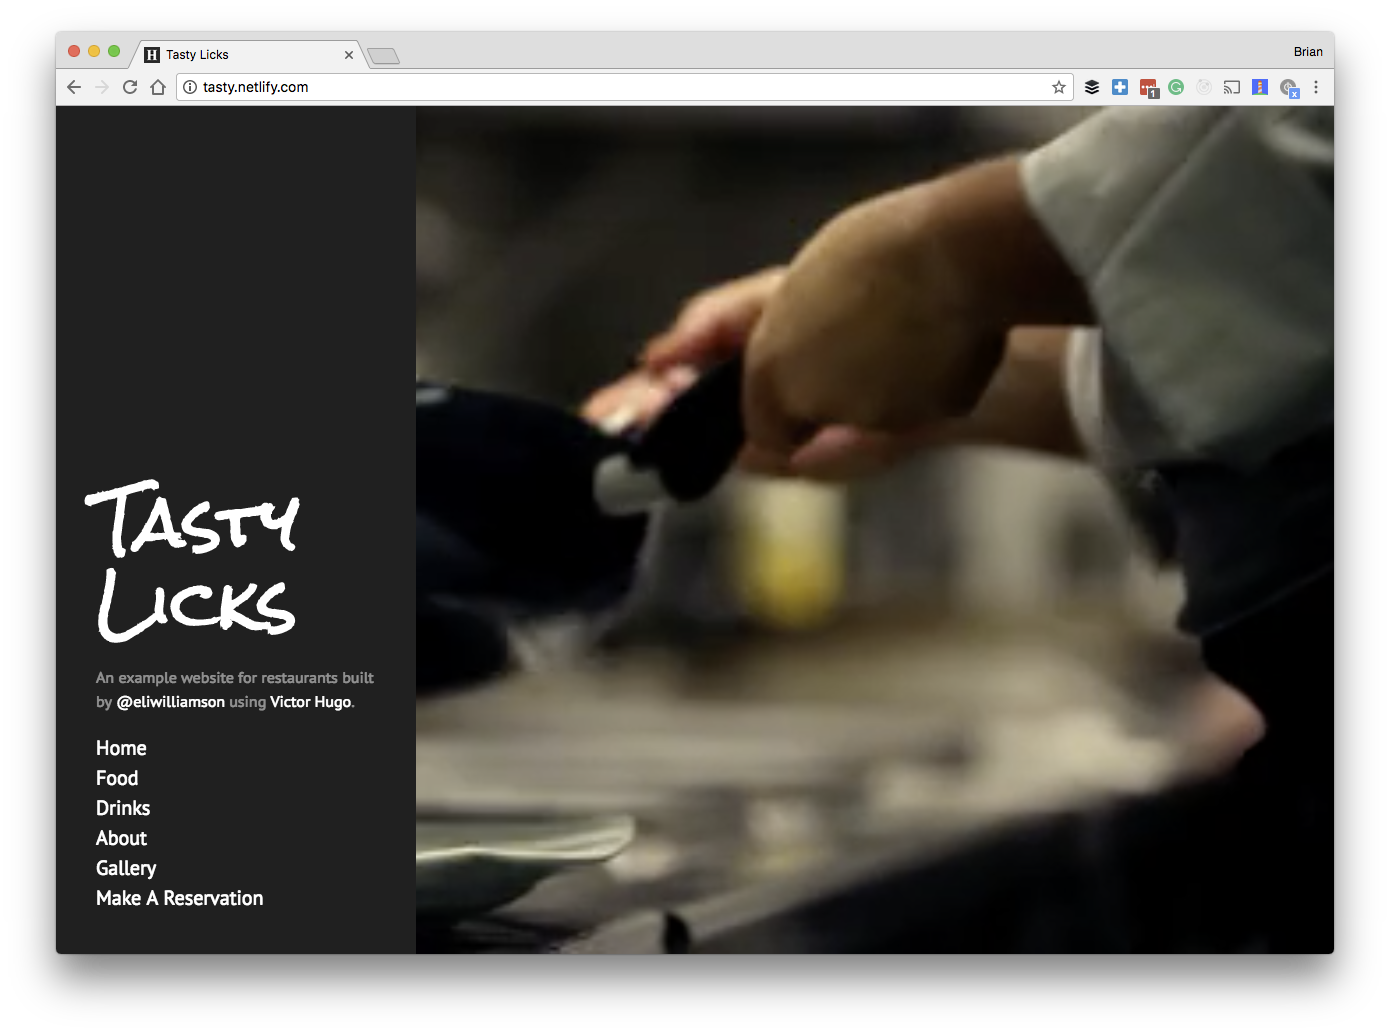 H Tasty Licks
Brian
tasty.netlify.com
1
x
Tasty
Licks
An example website for restaurants built
by @eliwilliamson using Victor Hugo.
Home
Food
Drinks
About
Gallery
Make A Reservation